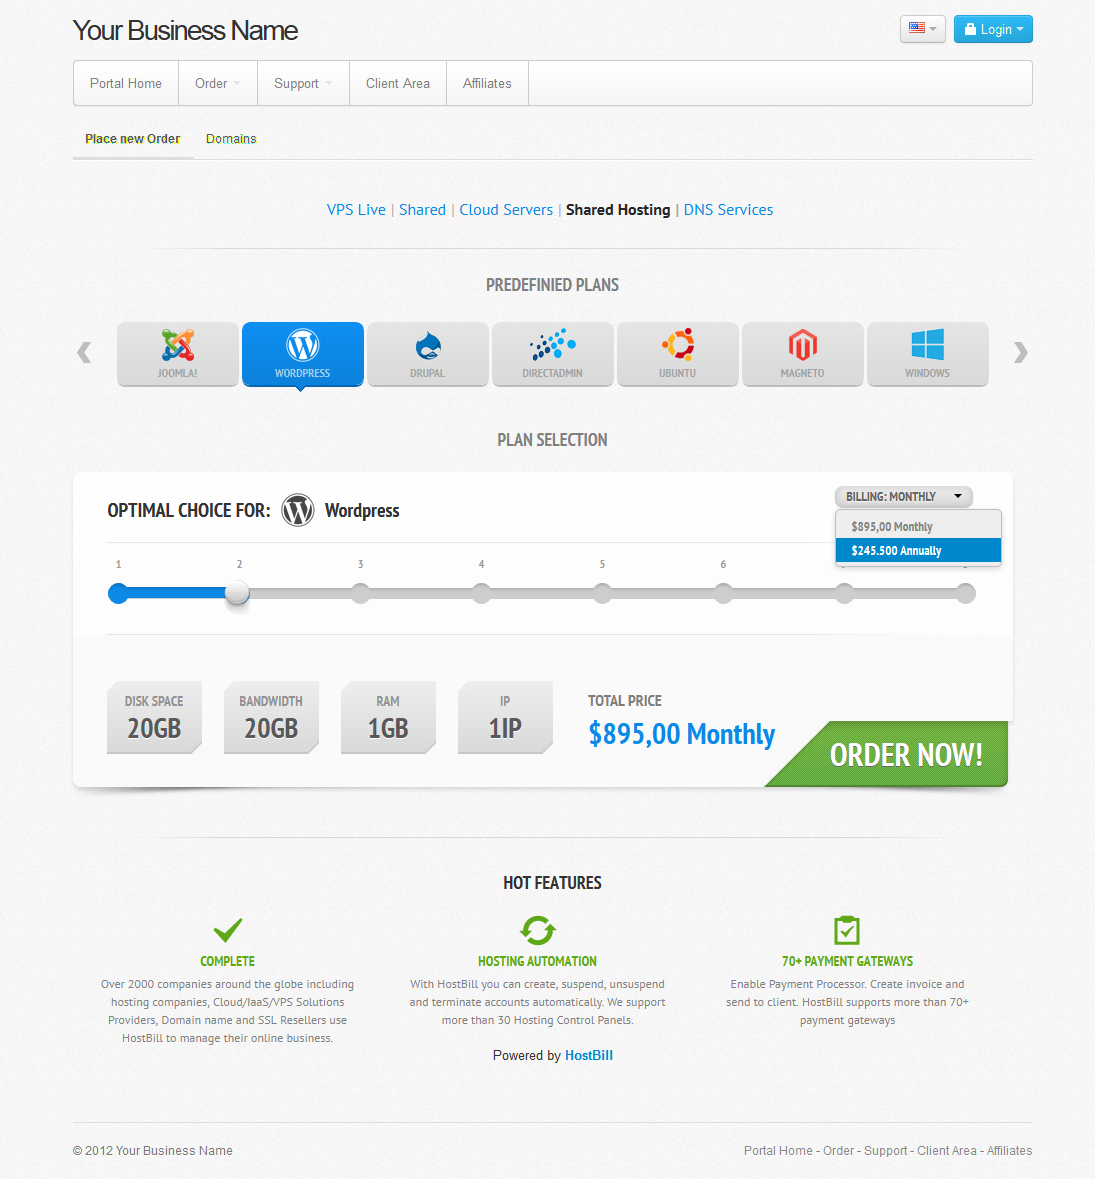 Your Business Name
Login
Portal Home Order Support Client Area Affiliates
Place new Order Domains
VPS Live | Shared | Cloud Servers | Shared Hosting | DNS Services
PREDEFINIED PLANS
JOOMLA! WORDPRESS DRUPAL DIRECTADMIN UBUNTU MAGNETO WINDOWS
PLAN SELECTION
OPTIMAL CHOICE FOR: Wordpress
BILLING: MONTHLY
$895,00 Monthly
$245.500 Annually
1 2 3 4 5 6
DISK SPACE BANDWIDTH RAM IP TOTAL PRICE
20GB 20GB 1GB 1IP $895,00 Monthly
ORDER NOW!
HOT FEATURES
COMPLETE
Over 2000 companies around the globe including
hosting companies, Cloud/IaaS/VPS Solutions
Providers, Domain name and SSL Resellers use
HostBill to manage their online business.
HOSTING AUTOMATION
With HostBill you can create, suspend, unsuspend
and terminate accounts automatically. We support
more than 30 Hosting Control Panels.
70+ PAYMENT GATEWAYS
Enable Payment Processor. Create invoice and
send to client. HostBill supports more than 70+
payment gateways
Powered by HostBill
© 2012 Your Business Name
Portal Home - Order - Support - Client Area - Affiliates